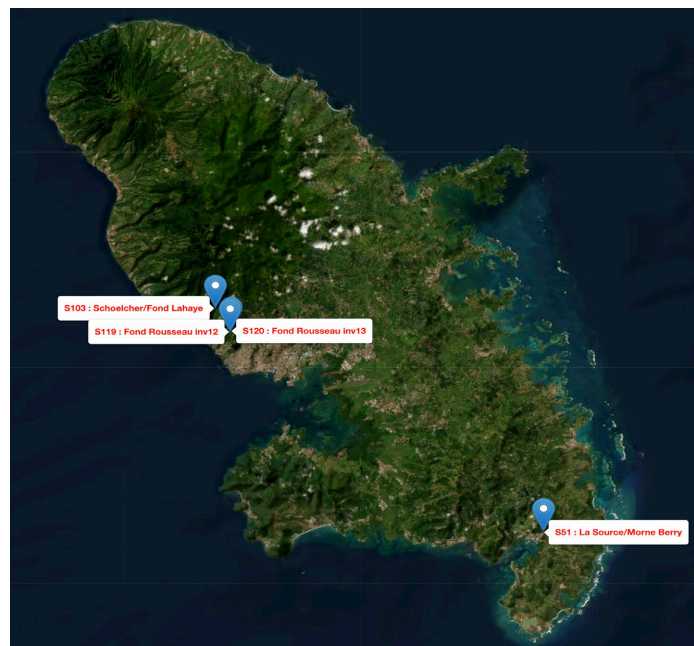 S103 : Schoelcher/Fond Lahaye
S119 : Fond Rousseau inv12
S120 : Fond Rousseau inv13
S51 : La Source/Morne Berry